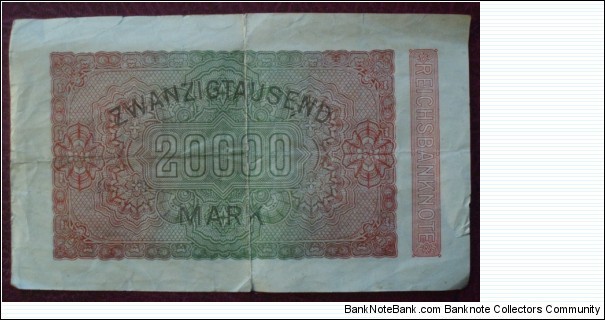 ZWANZIGTAUSEND
20000
MARK
REICHSBANKNOTE
BankNoteBank.com - Banknote Collectors Community